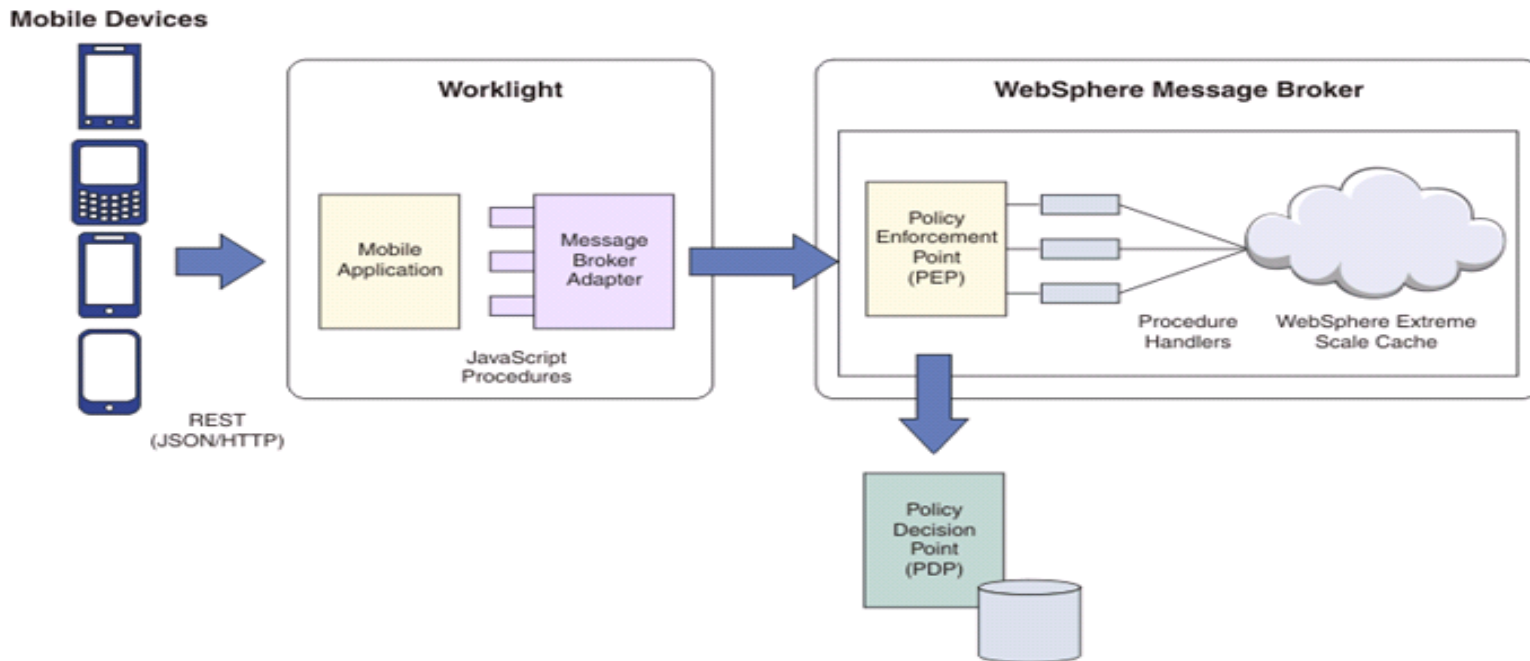 Mobile Devices
REST
(JSON/HTTP)
Worklight
Mobile
Application
Message
Broker
Adapter
JavaScript
Procedures
WebSphere Message Broker
Policy
Enforcement
Point
(PEP)
Procedure
Handlers
WebSphere Extreme
Scale Cache
Policy
Decision
Point
(PDP)